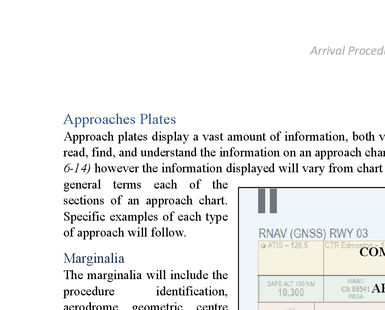 Arrival Proced
Approaches Plates
Approach plates display a vast amount of information, both v
read, find, and understand the information on an approach char
6-14) however the information displayed will vary from chart
general terms each of the
sections of an approach chart.
Specific examples of each type
of approach will follow.
RNAV (GNSS) RWY 03
ATIS – 128.5
CTR Edmonton
COM
Marginalia
The marginalia will include the
procedure identification,
aerodrome geometric centre
SAFE ALT 100 NM
10,300
WAAS
Ch 80541
W03A